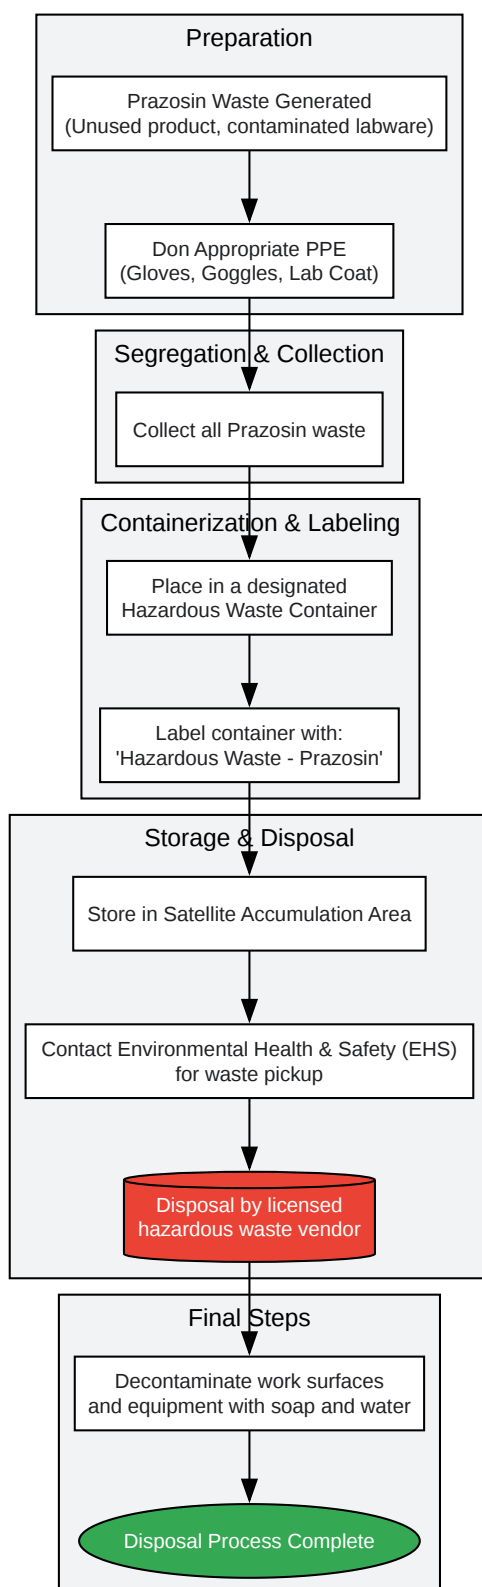 Preparation
Prazosin Waste Generated
(Unused product, contaminated labware)
Don Appropriate PPE
(Gloves, Goggles, Lab Coat)
Segregation & Collection
Collect all Prazosin waste
Containerization & Labeling
Place in a designated
Hazardous Waste Container
Label container with:
'Hazardous Waste - Prazosin'
Storage & Disposal
Store in Satellite Accumulation Area
Contact Environmental Health & Safety (EHS)
for waste pickup
Disposal by licensed
hazardous waste vendor
Final Steps
Decontaminate work surfaces
and equipment with soap and water
Disposal Process Complete